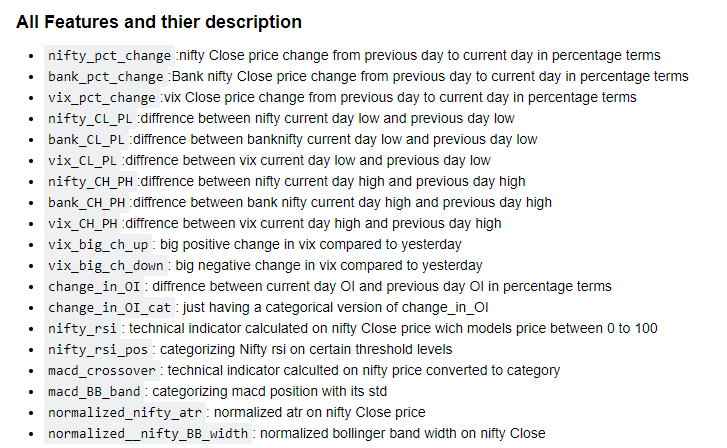 All Features and thier description
nifty_pct_change :nifty Close price change from previous day to current day in percentage terms
bank_pct_change :Bank nifty Close price change from previous day to current day in percentage terms
vix_pct_change :vix Close price change from previous day to current day in percentage terms
nifty_CL_PL :diffrence between nifty current day low and previous day low
bank_CL_PL :diffrence between banknifty current day low and previous day low
vix_CL_PL :diffrence between vix current day low and previous day low
nifty_CH_PH :diffrence between nifty current day high and previous day high
bank_CH_PH :diffrence between bank nifty current day high and previous day high
vix_CH_PH :diffrence between vix current day high and previous day high
vix_big_ch_up : big positive change in vix compared to yesterday
vix_big_ch_down : big negative change in vix compared to yesterday
change_in_OI : diffrence between current day OI and previous day OI in percentage terms
change_in_OI_cat : just having a categorical version of change_in_OI
nifty_rsi : technical indicator calculated on nifty Close price wich models price between 0 to 100
nifty_rsi_pos : categorizing Nifty rsi on certain threshold levels
macd_crossover : technical indicator calculted on nifty price converted to category
macd_BB_band : categorizing macd position with its std
normalized_nifty_atr : normalized atr on nifty Close price
normalized__nifty_BB_width : normalized bollinger band width on nifty Close